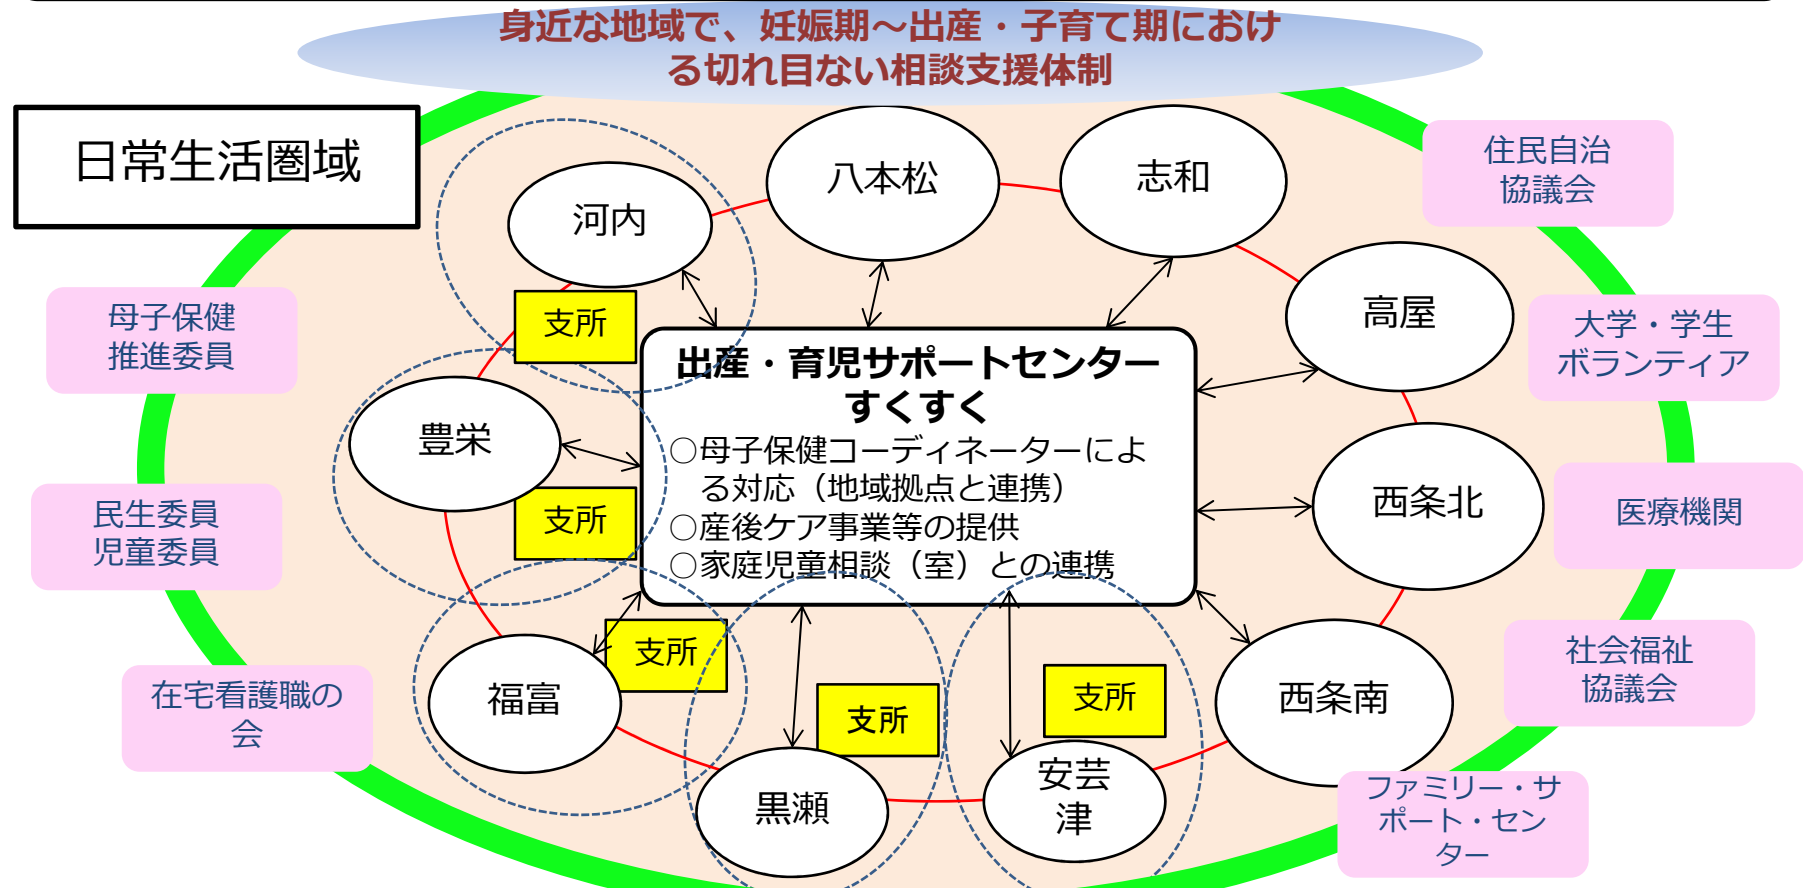 身近な地域で、妊娠期～出産・子育て期におけ
る切れ目ない相談支援体制
日常生活圏域
河内
八本松
志和
高屋
西条北
西条南
安芸
津
黒瀬
福富
豊栄
支所
支所
支所
支所
支所
出産・育児サポートセンター
すくすく
○母子保健コーディネーターによ
る対応（地域拠点と連携）
○産後ケア事業等の提供
○家庭児童相談（室）との連携
母子保健
推進委員
民生委員
児童委員
在宅看護職の
会
住民自治
協議会
大学・学生
ボランティア
医療機関
社会福祉
協議会
ファミリー・サ
ポート・セン
ター